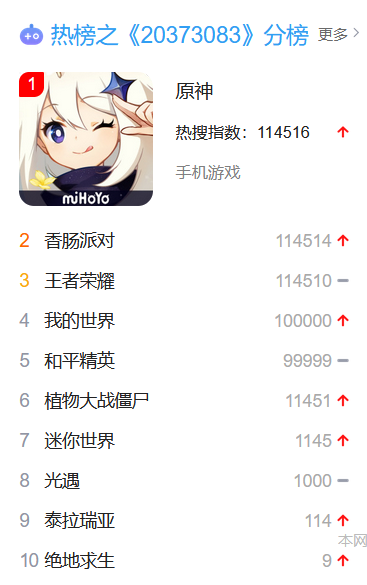 热榜之《20373083》分榜 更多
1
原神
热搜指数：114516
手机游戏
miHoYo
2 香肠派对 114514
3 王者荣耀 114510
4 我的世界 100000
5 和平精英 99999
6 植物大战僵尸 11451
7 迷你世界 1145
8 光遇 1000
9 泰拉瑞亚 114
本网
10 绝地求生 9